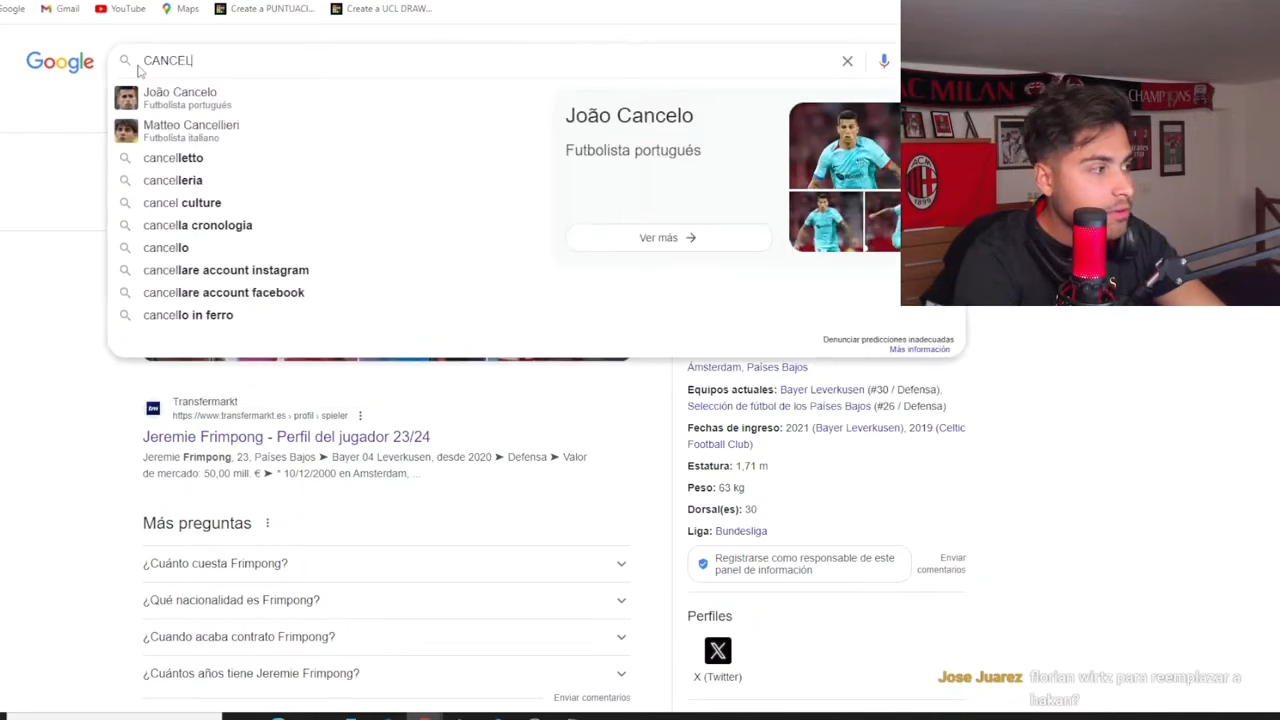 Google
Gmail
YouTube
Maps
Create a PUNTUACI...
Create a UCL DRAW...
Google
CANCEL
João Cancelo
Futbolista portugués
Matteo Cancellieri
Futbolista italiano
cancelletto
cancelleria
cancel culture
cancella cronologia
cancello
cancellare account instagram
cancellare account facebook
cancello in ferro
João Cancelo
Futbolista portugués
Ver más
Denunciar predicciones inadecuadas
Más información
Transfermarkt
https://www.transfermarkt.es › profil › spieler
Jeremie Frimpong - Perfil del jugador 23/24
Jeremie Frimpong, 23, Países Bajos ➤ Bayer 04 Leverkusen, desde 2020 ➤ Defensa ➤ Valor
de mercado: 50,00 mill. € ➤ * 10/12/2000 en Amsterdam, ...
Más preguntas
¿Cuánto cuesta Frimpong?
¿Qué nacionalidad es Frimpong?
¿Cuando acaba contrato Frimpong?
¿Cuántos años tiene Jeremie Frimpong?
Enviar comentarios
Ámsterdam, Países Bajos
Equipos actuales: Bayer Leverkusen (#30 / Defensa),
Selección de fútbol de los Países Bajos (#26 / Defensa)
Fechas de ingreso: 2021 (Bayer Leverkusen), 2019 (Celtic
Football Club)
Estatura: 1,71 m
Peso: 63 kg
Dorsal(es): 30
Liga: Bundesliga
Registrarse como responsable de este
panel de información
Enviar
comentarios
Perfiles
X (Twitter)
AC MILAN
CHAMPIONS
ACM
1899
Jose Juarez florian wirtz para reemplazar a
hakan?